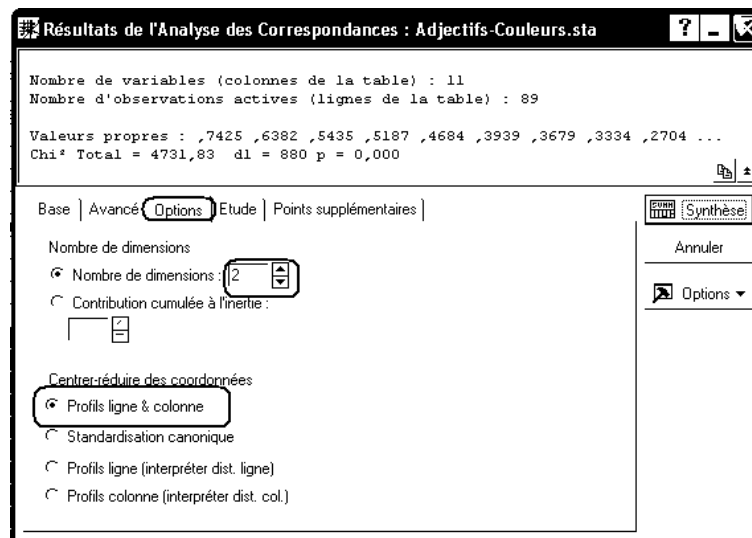 Résultats de l'Analyse des Correspondances : Adjectifs-Couleurs.sta
Nombre de variables (colonnes de la table) : 11
Nombre d'observations actives (lignes de la table) : 89
Valeurs propres : ,7425 ,6382 ,5435 ,5187 ,4684 ,3939 ,3679 ,3334 ,2704 ...
Chi² Total = 4731,83 dl = 880 p = 0,000
Base | Avancé | Options | Etude | Points supplémentaires |
Synthèse
Annuler
Options
Nombre de dimensions
Nombre de dimensions : 2
Contribution cumulée à l'inertie :
Centrer-réduire des coordonnées
Profils ligne & colonne
Standardisation canonique
Profils ligne (interpréter dist. ligne)
Profils colonne (interpréter dist. col.)